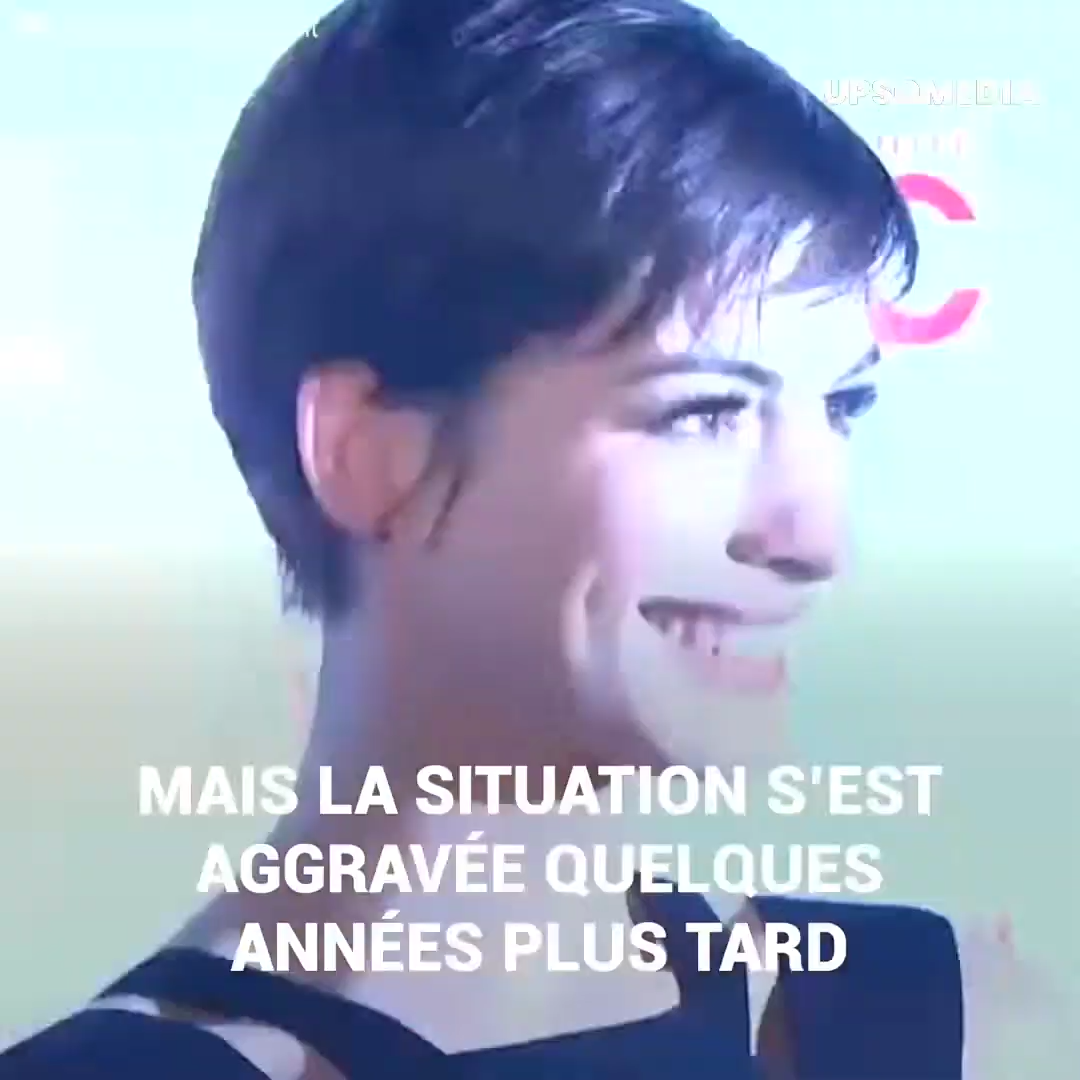 UPSOMEDIA
MAIS LA SITUATION S'EST
AGGRAVÉE QUELQUES
ANNÉES PLUS TARD